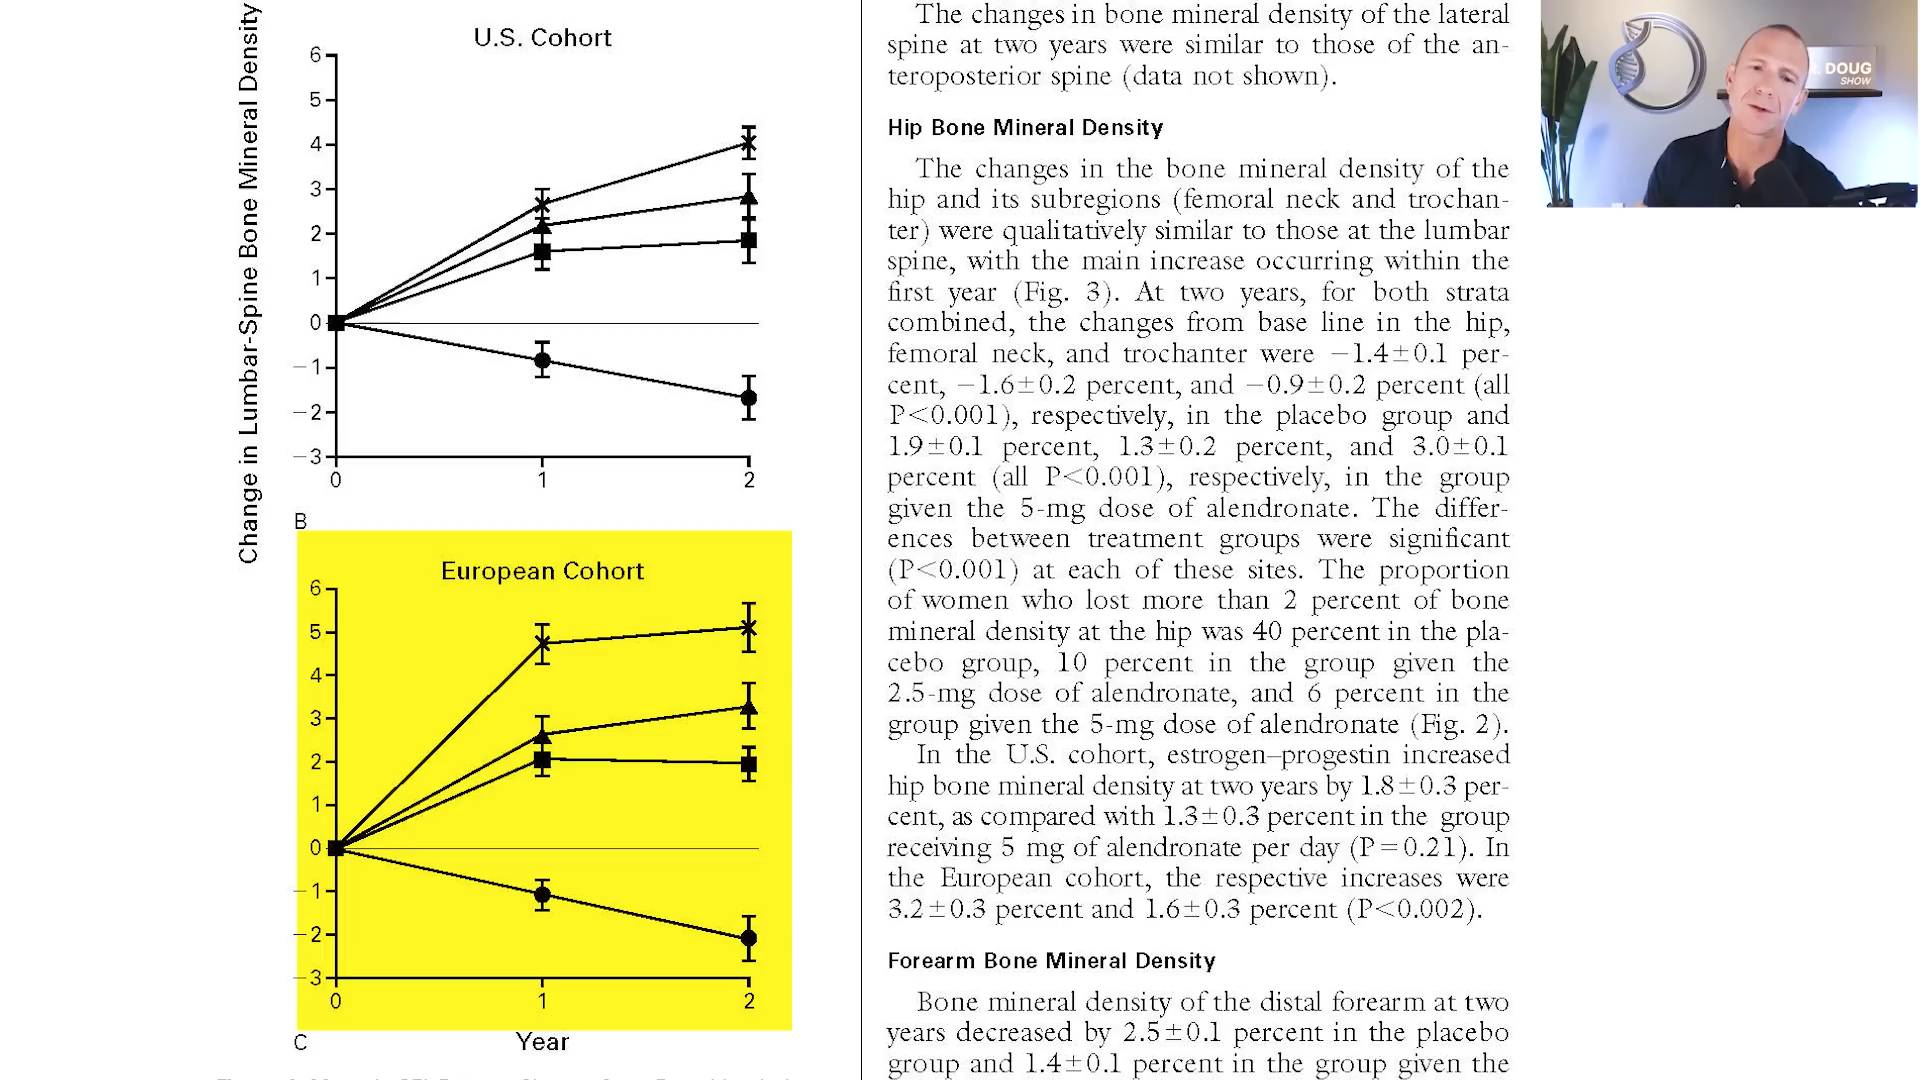 Change in Lumbar-Spine Bone Mineral Density
U.S. Cohort
6
5
4
3
2
1
0
−1
−2
−3
0 1 2
B
European Cohort
6
5
4
3
2
1
0
−1
−2
−3
0 1 2
C
Year
The changes in bone mineral density of the lateral
spine at two years were similar to those of the an-
teroposterior spine (data not shown).
Hip Bone Mineral Density
The changes in the bone mineral density of the
hip and its subregions (femoral neck and trochan-
ter) were qualitatively similar to those at the lumbar
spine, with the main increase occurring within the
first year (Fig. 3). At two years, for both strata
combined, the changes from base line in the hip,
femoral neck, and trochanter were −1.4±0.1 per-
cent, −1.6±0.2 percent, and −0.9±0.2 percent (all
P<0.001), respectively, in the placebo group and
1.9±0.1 percent, 1.3±0.2 percent, and 3.0±0.1
percent (all P<0.001), respectively, in the group
given the 5-mg dose of alendronate. The differ-
ences between treatment groups were significant
(P<0.001) at each of these sites. The proportion
of women who lost more than 2 percent of bone
mineral density at the hip was 40 percent in the pla-
cebo group, 10 percent in the group given the
2.5-mg dose of alendronate, and 6 percent in the
group given the 5-mg dose of alendronate (Fig. 2).
In the U.S. cohort, estrogen–progestin increased
hip bone mineral density at two years by 1.8±0.3 per-
cent, as compared with 1.3±0.3 percent in the group
receiving 5 mg of alendronate per day (P=0.21). In
the European cohort, the respective increases were
3.2±0.3 percent and 1.6±0.3 percent (P<0.002).
Forearm Bone Mineral Density
Bone mineral density of the distal forearm at two
years decreased by 2.5±0.1 percent in the placebo
group and 1.4±0.1 percent in the group given the
DOUG
SHOW